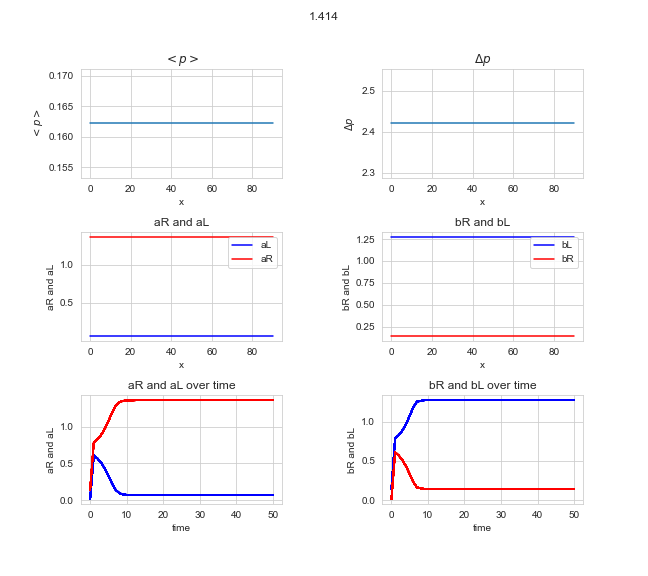 1.414
< p >
Δp
0.170
0.165
0.160
0.155
< p >
0 20 40 60 80
x
2.5
2.4
2.3
Δp
0 20 40 60 80
x
aR and aL
bR and bL
1.0
0.5
aR and aL
aL
aR
0 20 40 60 80
x
1.25
1.00
0.75
0.50
0.25
bR and bL
bL
bR
0 20 40 60 80
x
aR and aL over time
bR and bL over time
1.0
0.5
0.0
aR and aL
0 10 20 30 40 50
time
1.0
0.5
0.0
bR and bL
0 10 20 30 40 50
time